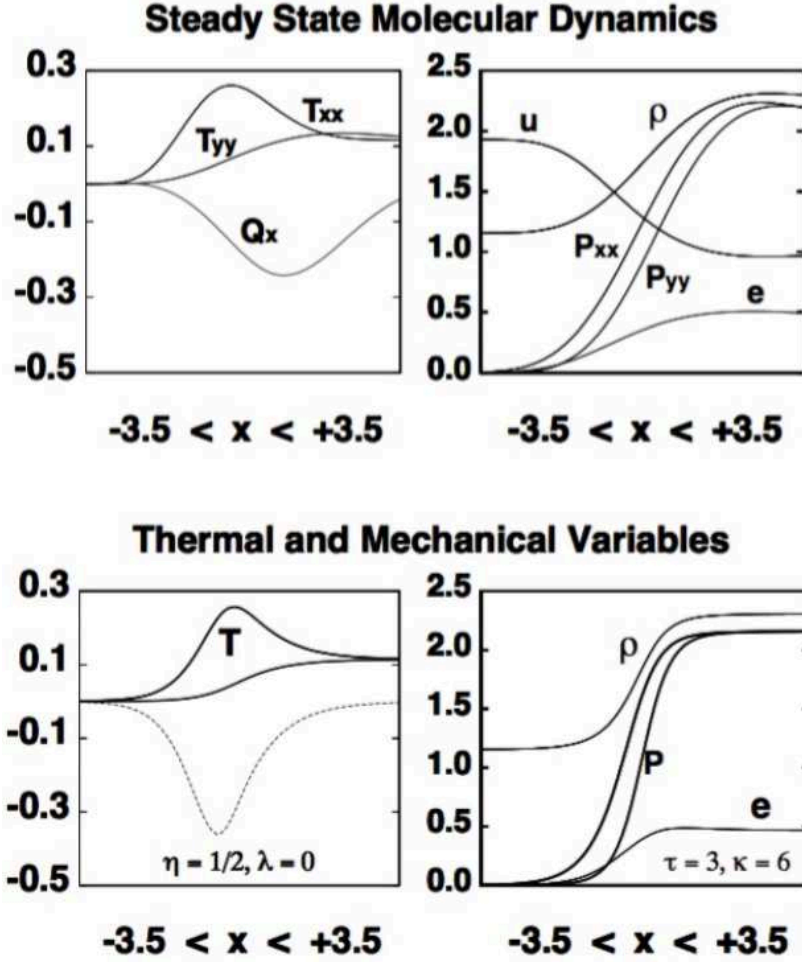 Steady State Molecular Dynamics
0.3
0.1
-0.1
-0.3
-0.5
Txx
Tyy
Qx
-3.5 < x < +3.5
2.5
2.0
1.5
1.0
0.5
0.0
u
ρ
Pxx
Pyy
e
-3.5 < x < +3.5
Thermal and Mechanical Variables
0.3
0.1
-0.1
-0.3
-0.5
T
η = 1/2, λ = 0
-3.5 < x < +3.5
2.5
2.0
1.5
1.0
0.5
0.0
ρ
P
e
τ = 3, κ = 6
-3.5 < x < +3.5